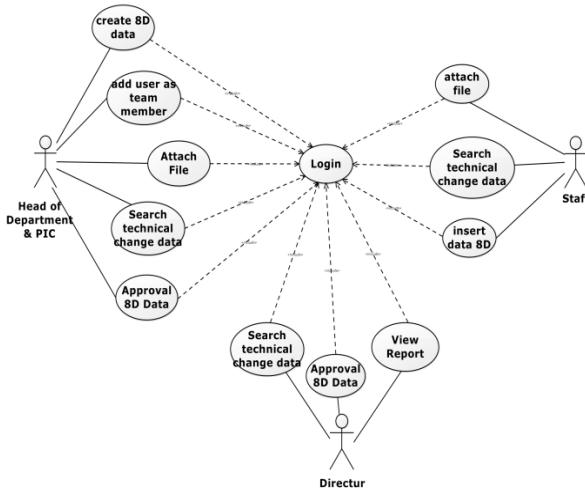 create 8D
data
add user as
team
member
Attach
File
Search
technical
change data
Approval
8D Data
Head of
Department
& PIC
Login
attach
file
Search
technical
change data
insert
data 8D
Staf
Search
technical
change data
Approval
8D Data
View
Report
Directur